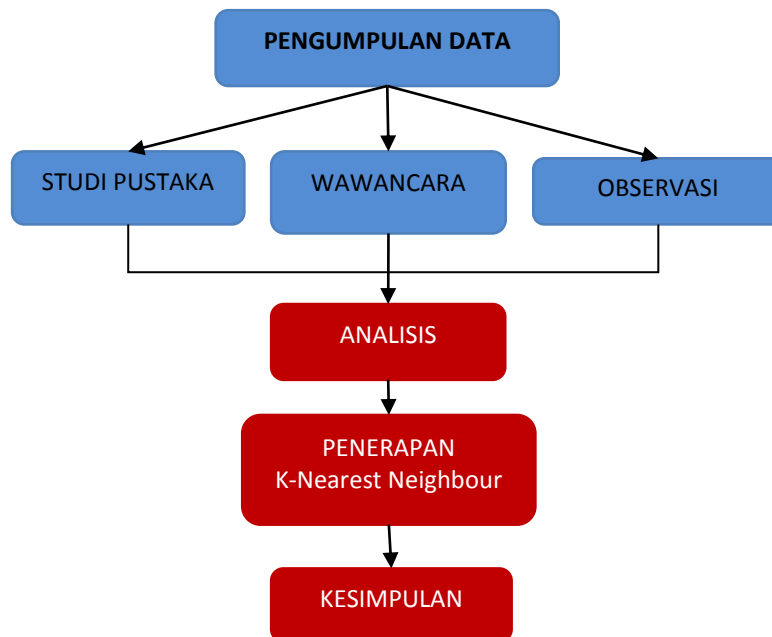 PENGUMPULAN DATA
STUDI PUSTAKA
WAWANCARA
OBSERVASI
ANALISIS
PENERAPAN
K-Nearest Neighbour
KESIMPULAN